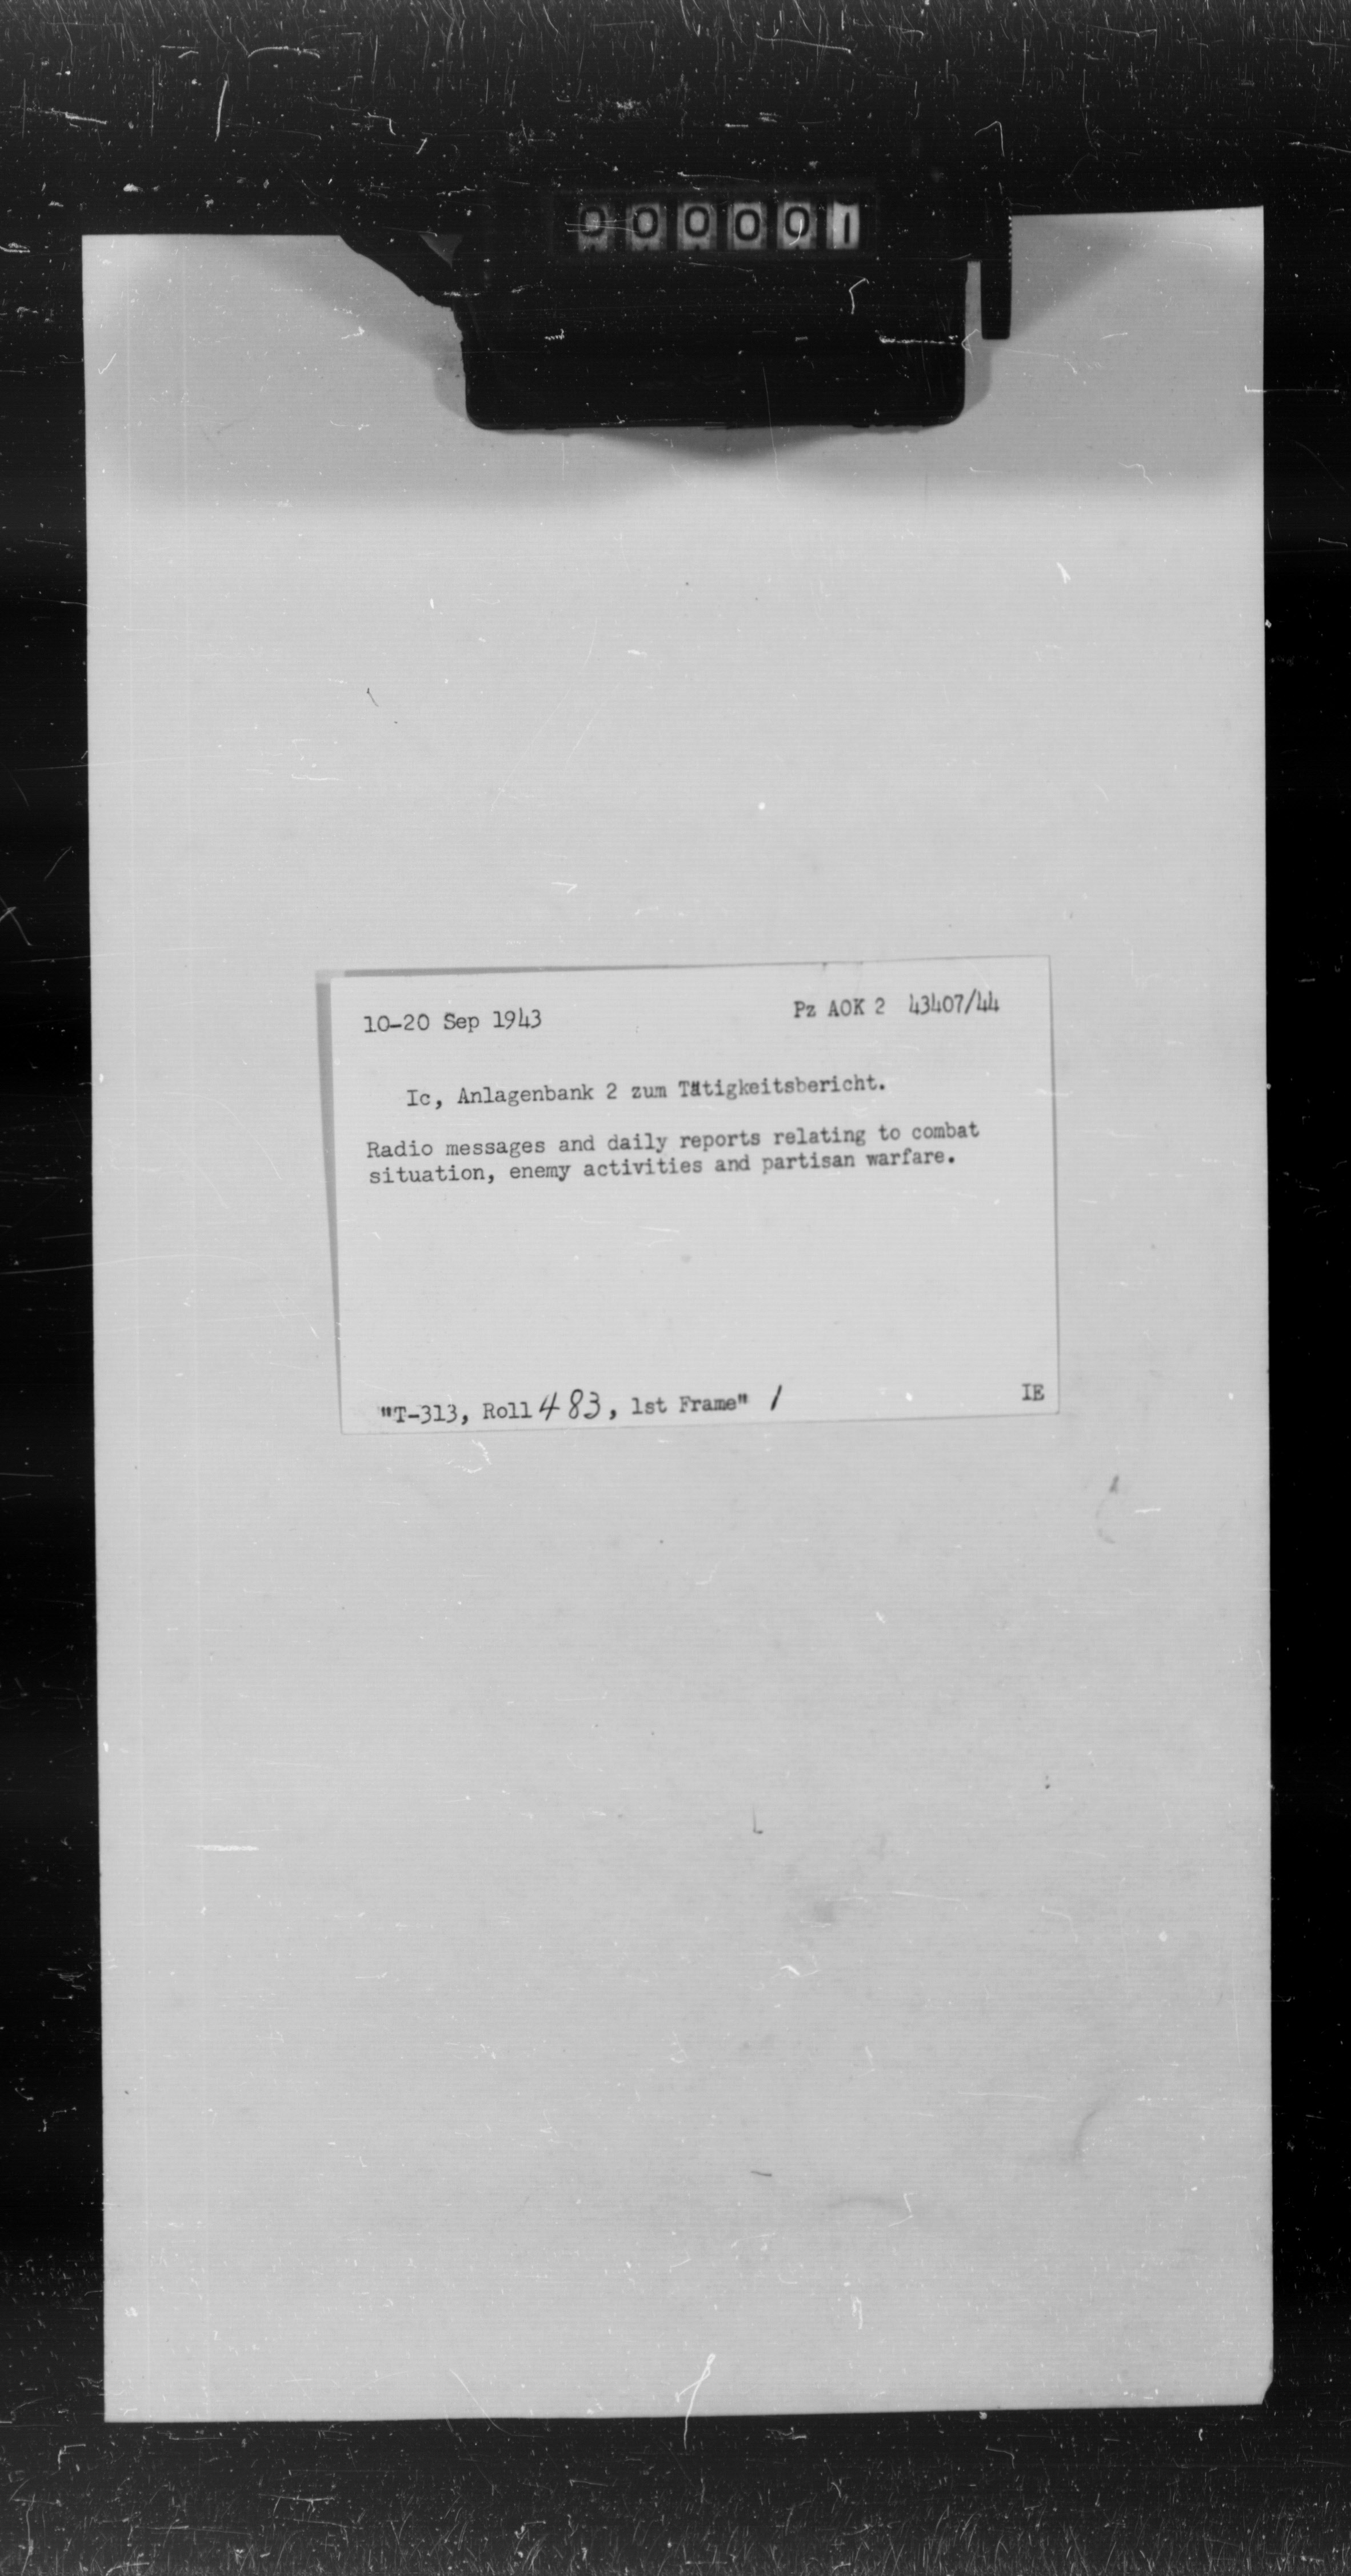 000001
10-20 Sep 1943
Pz AOK 2 43407/44
Ic, Anlagenbank 2 zum Tätigkeitsbericht.
Radio messages and daily reports relating to combat
situation, enemy activities and partisan warfare.
"T-313, Roll 483, 1st Frame" 1
IE